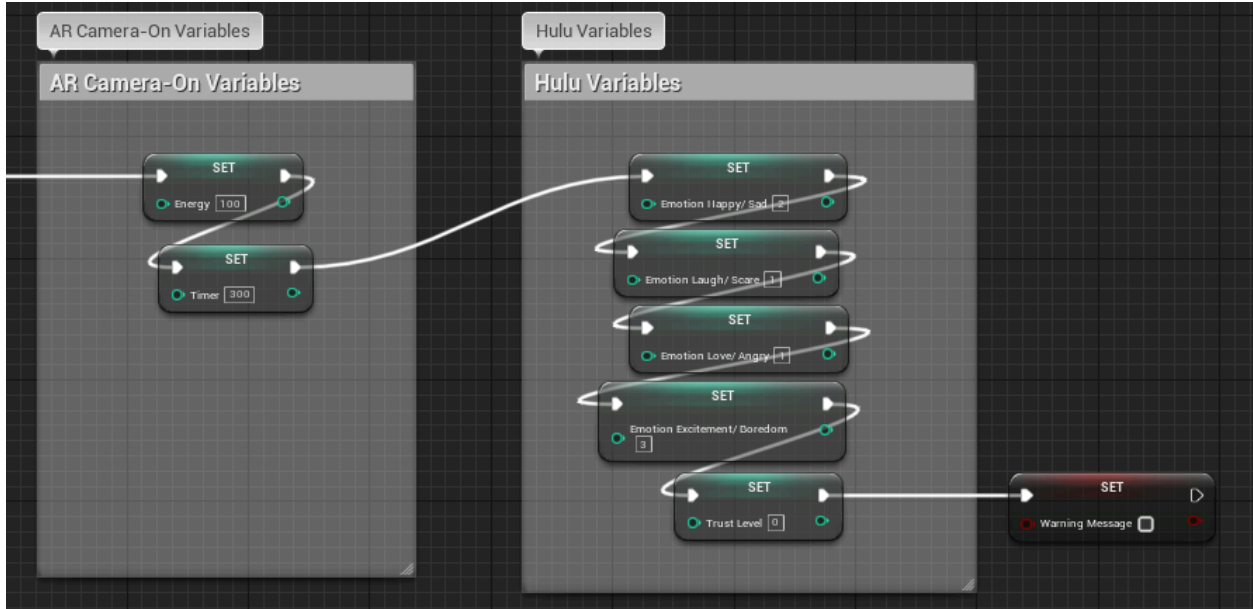 AR Camera-On Variables
Hulu Variables
AR Camera-On Variables
Hulu Variables
SET
Energy 100
SET
Timer 300
SET
Emotion Happy/ Sad 2
SET
Emotion Laugh/ Scare 1
SET
Emotion Love/ Angry 1
SET
Emotion Excitement/ Boredom
3
SET
Trust Level 0
SET
Warning Message